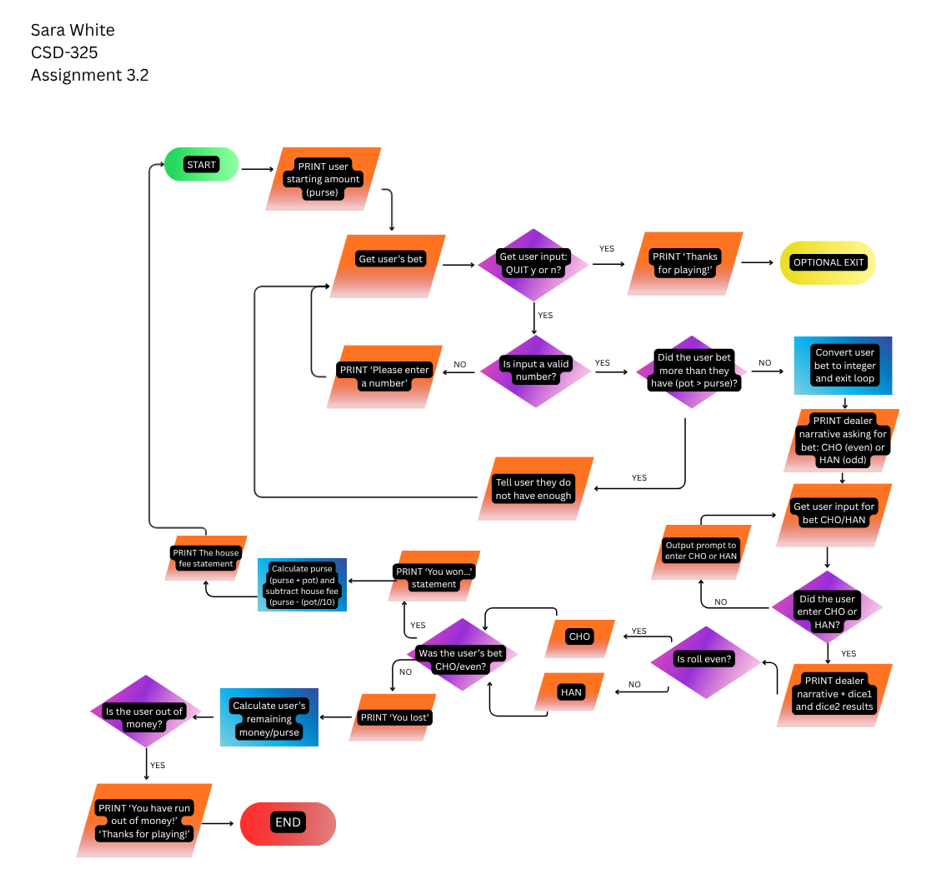 Sara White
CSD-325
Assignment 3.2
START
PRINT user
starting amount
(purse)
Get user's bet
Get user input:
QUIT y or n?
YES
PRINT 'Thanks
for playing!'
OPTIONAL EXIT
YES
PRINT 'Please enter
a number'
NO
Is input a valid
number?
YES
Did the user bet
more than they
have (pot > purse)?
NO
Convert user
bet to integer
and exit loop
PRINT dealer
narrative asking for
bet: CHO (even) or
HAN (odd)
Tell user they do
not have enough
YES
Get user input for
bet CHO/HAN
Output prompt to
enter CHO or HAN
NO
Did the user
enter CHO or
HAN?
YES
PRINT dealer
narrative + dice1
and dice2 results
Is roll even?
YES
NO
CHO
HAN
Was the user's bet
CHO/even?
YES
NO
PRINT 'You won...'
statement
Calculate purse
(purse + pot) and
subtract house fee
(purse - (pot//10)
PRINT The house
fee statement
PRINT 'You lost'
Calculate user's
remaining
money/purse
Is the user out of
money?
YES
PRINT 'You have run
out of money!'
'Thanks for playing!'
END